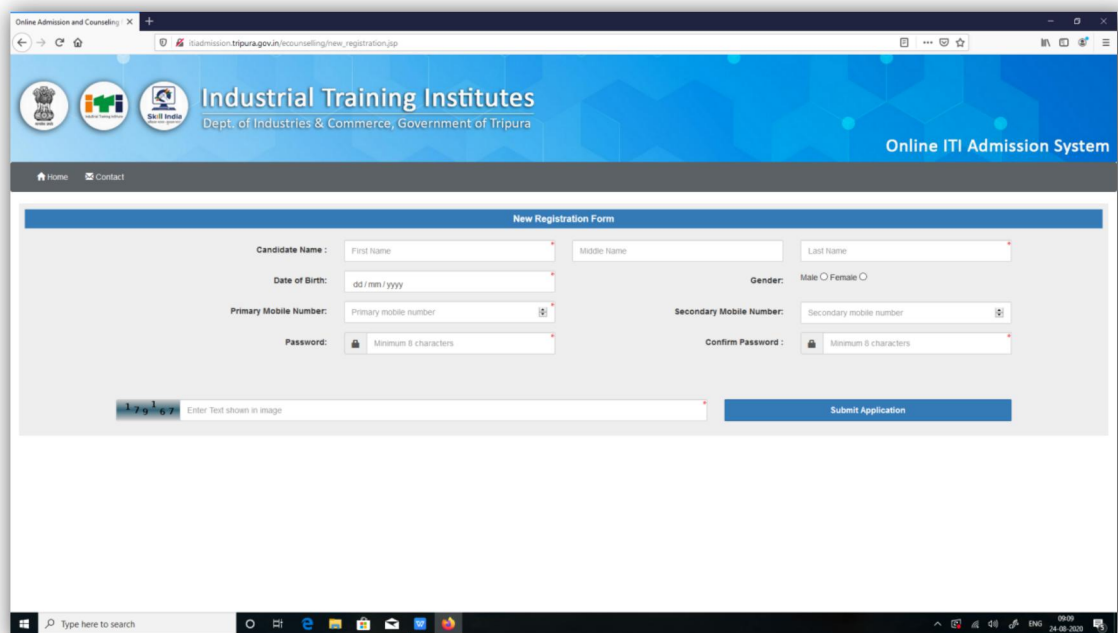 Online Admission and Counseling
itiadmission.tripura.gov.in/ecounselling/new_registration.jsp
Industrial Training Institutes
Skill India
Dept. of Industries & Commerce, Government of Tripura
Online ITI Admission System
Home Contact
New Registration Form
Candidate Name : First Name * Middle Name Last Name *
Date of Birth: dd / mm / yyyy * Gender: Male Female
Primary Mobile Number: Primary mobile number * Secondary Mobile Number: Secondary mobile number
Password: Minimum 8 characters * Confirm Password : Minimum 8 characters *
179167 Enter Text shown in image * Submit Application
Type here to search
ENG
09:09
24-08-2020